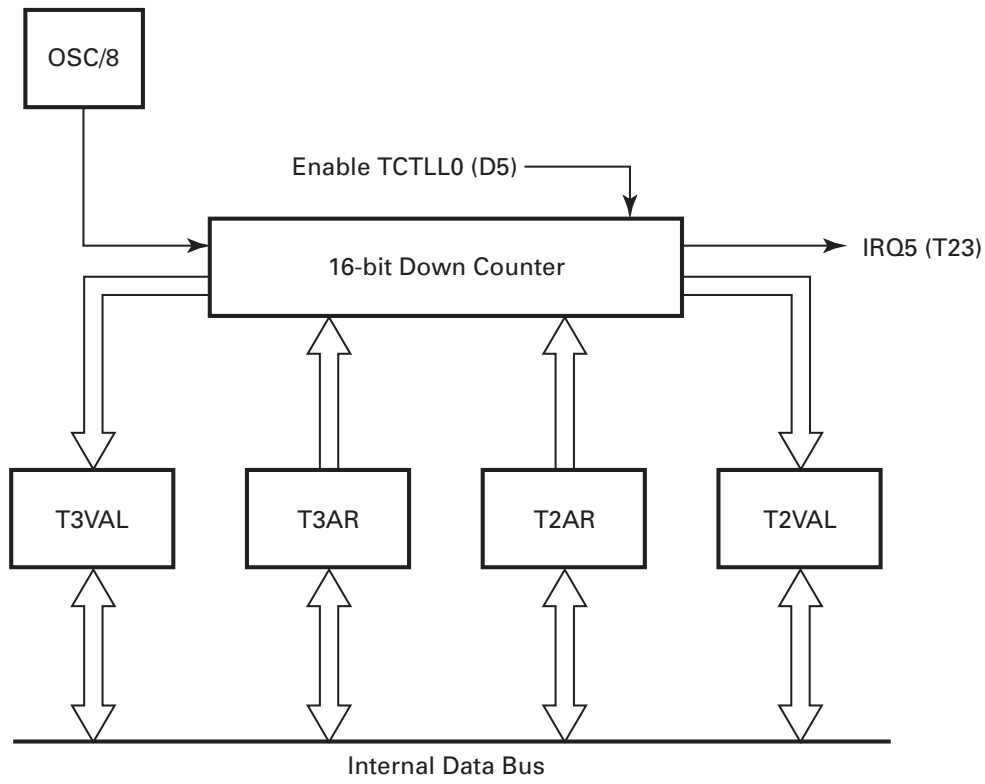 OSC/8
Enable TCTLL0 (D5)
16-bit Down Counter
IRQ5 (T23)
T3VAL
T3AR
T2AR
T2VAL
Internal Data Bus